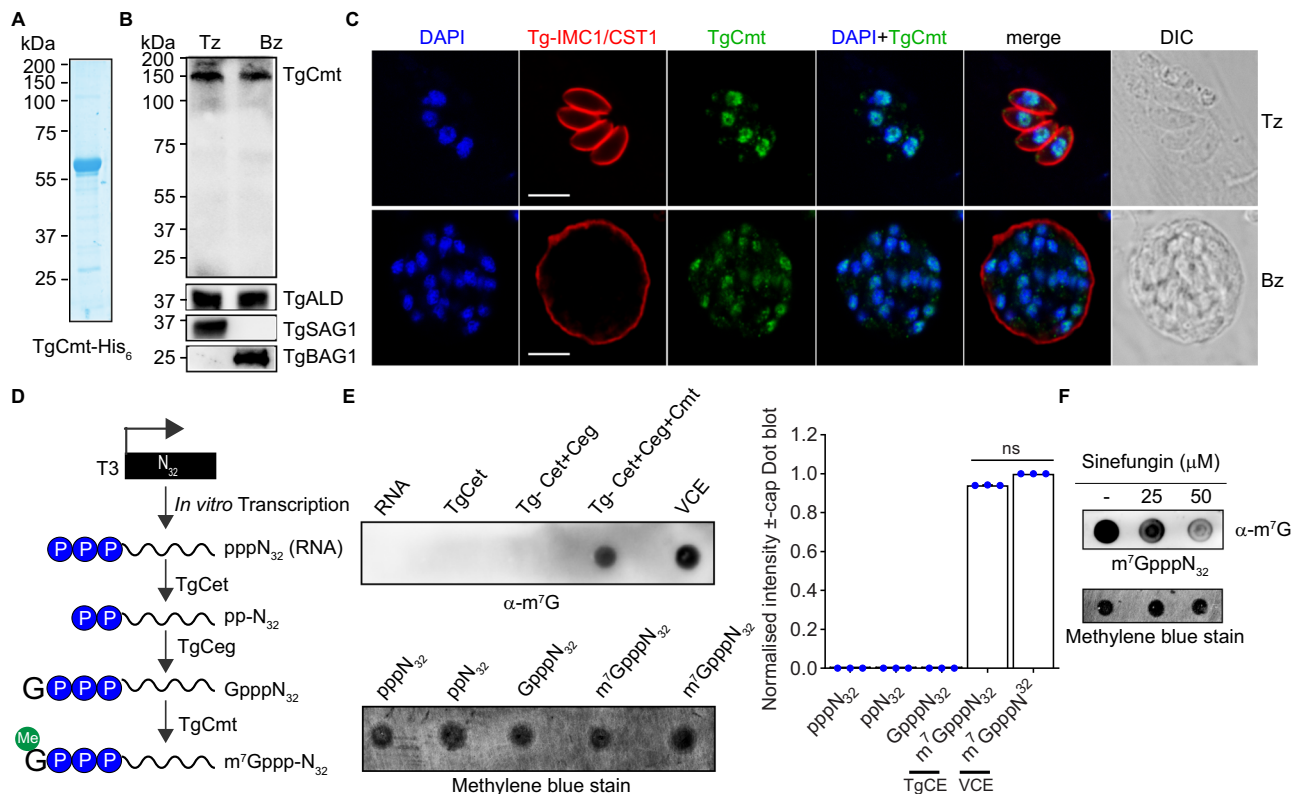 A
kDa
200
150
100
75
55
37
25
TgCmt-His6
B
Tz Bz
kDa
200
150
100
75
55
37
25
TgCmt
37
TgALD
37
TgSAG1
25
TgBAG1
C
DAPI Tg-IMC1/CST1 TgCmt DAPI+TgCmt merge DIC
Tz
Bz
D
T3 N32
In vitro Transcription
PPP pppN32 (RNA)
TgCet
PP pp-N32
TgCeg
GPPP GpppN32
TgCmt
Me
GPPP m7Gppp-N32
E
RNA
TgCet
Tg- Cet+Ceg
Tg- Cet+Ceg+Cmt
VCE
α-m7G
pppN32
ppN32
GpppN32
m7GpppN32
m7GpppN32
Methylene blue stain
Normalised intensity ±-cap Dot blot
1.2
1.0
0.8
0.6
0.4
0.2
0.0
ns
pppN32
ppN32
GpppN32
m7GpppN32
m7GpppN32
TgCE VCE
F
Sinefungin (μM)
- 25 50
α-m7G
m7GpppN32
Methylene blue stain